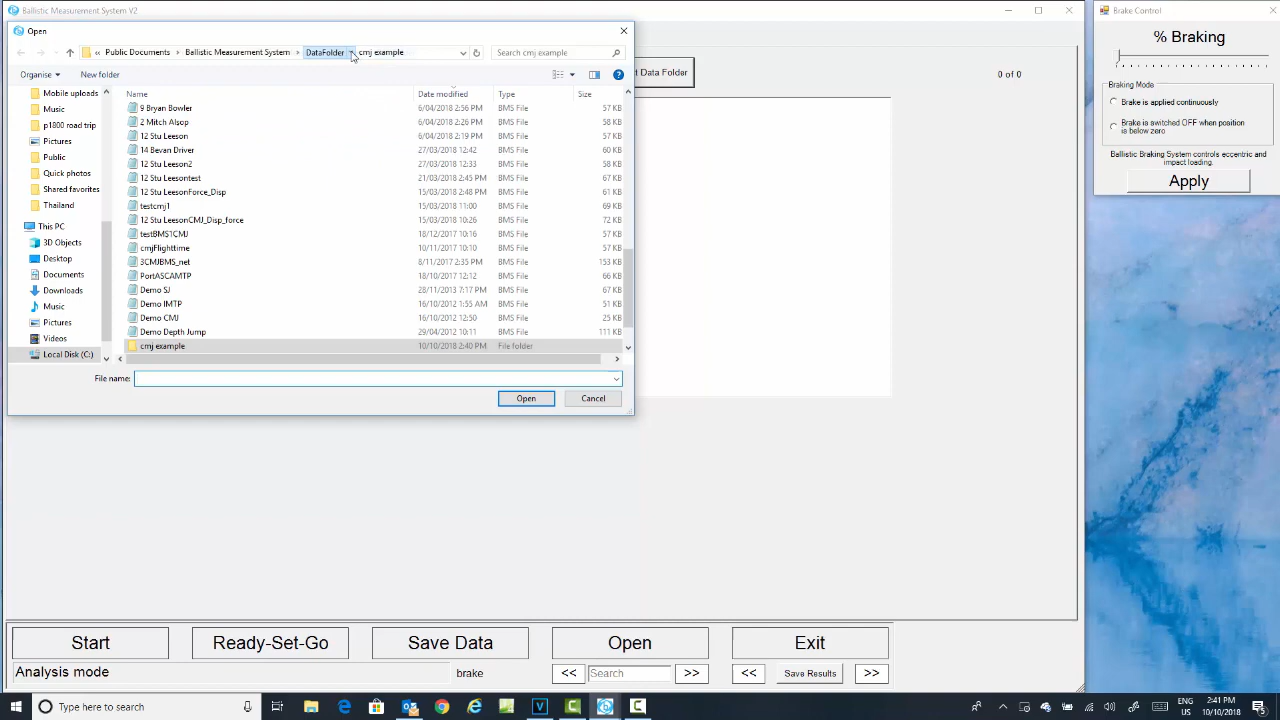 Ballistic Measurement System V2
Brake Control
Open
« Public Documents › Ballistic Measurement System › DataFolder cmj example
Search cmj example
Organise
New folder
t Data Folder
0 of 0
% Braking
Braking Mode
Brake is applied continuously
Brake is switched OFF when position
is below zero
Ballistic Braking System controls eccentric and
impact loading.
Apply
Mobile uploads
Music
p1800 road trip
Pictures
Public
Quick photos
Shared favorites
Thailand
This PC
3D Objects
Desktop
Documents
Downloads
Music
Pictures
Videos
Local Disk (C:)
Name Date modified Type Size
9 Bryan Bowler 6/04/2018 2:56 PM BMS File 57 KB
2 Mitch Alsop 6/04/2018 2:26 PM BMS File 58 KB
12 Stu Leeson 6/04/2018 2:19 PM BMS File 57 KB
14 Bevan Driver 27/03/2018 12:42 BMS File 60 KB
12 Stu Leeson2 27/03/2018 12:33 BMS File 58 KB
12 Stu Leesontest 21/03/2018 2:45 PM BMS File 67 KB
12 Stu LeesonForce_Disp 15/03/2018 2:48 PM BMS File 61 KB
testcmj1 15/03/2018 11:00 BMS File 69 KB
12 Stu LeesonCMJ_Disp_force 15/03/2018 10:26 BMS File 72 KB
testBMS1CMJ 18/12/2017 10:16 BMS File 57 KB
cmjFlighttime 10/11/2017 10:10 BMS File 57 KB
3CMJBMS_net 8/11/2017 2:35 PM BMS File 153 KB
PortASCAMTP 18/10/2017 12:12 BMS File 66 KB
Demo SJ 28/11/2013 7:17 PM BMS File 67 KB
Demo IMTP 16/10/2012 1:55 AM BMS File 51 KB
Demo CMJ 16/10/2012 12:50 BMS File 25 KB
Demo Depth Jump 29/04/2012 10:11 BMS File 111 KB
cmj example 10/10/2018 2:40 PM File folder
File name:
Open
Cancel
Start
Ready-Set-Go
Save Data
Open
Exit
Analysis mode
brake
<<
Search
>>
<<
Save Results
>>
Type here to search
ENG
US
2:41 PM
10/10/2018